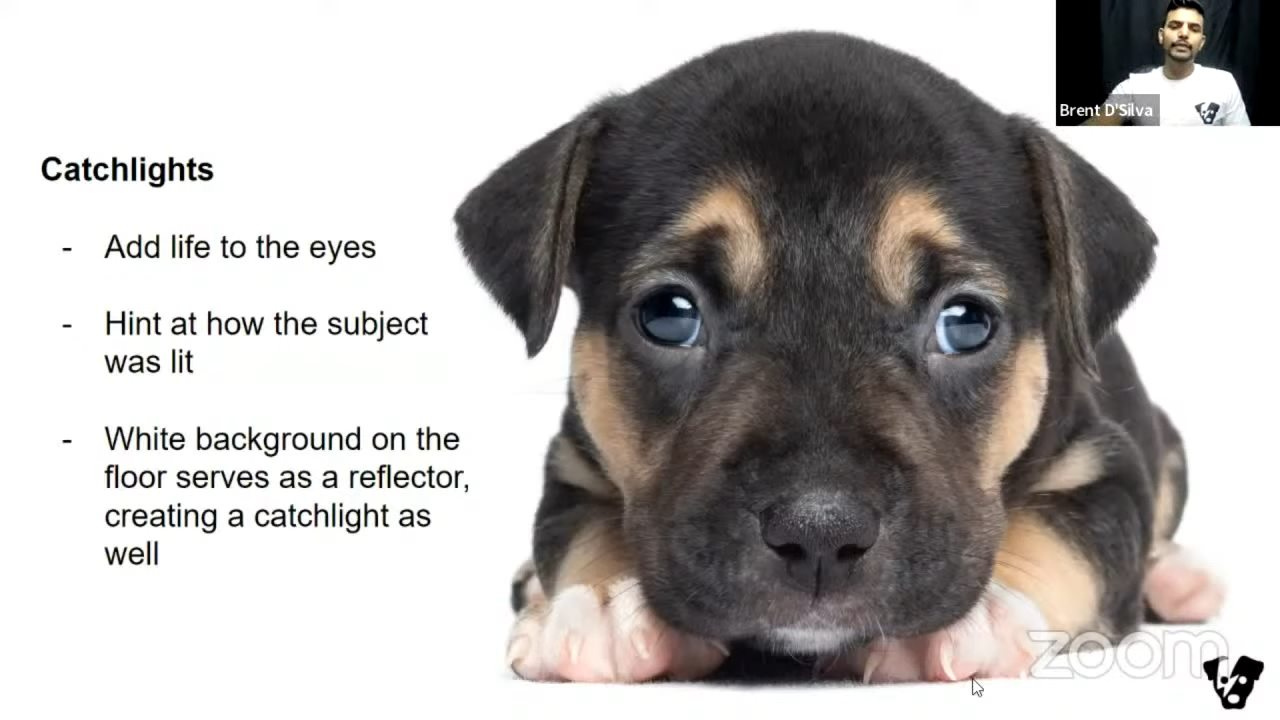 Brent D'Silva
Catchlights
- Add life to the eyes
- Hint at how the subject
was lit
- White background on the
floor serves as a reflector,
creating a catchlight as
well
zoom